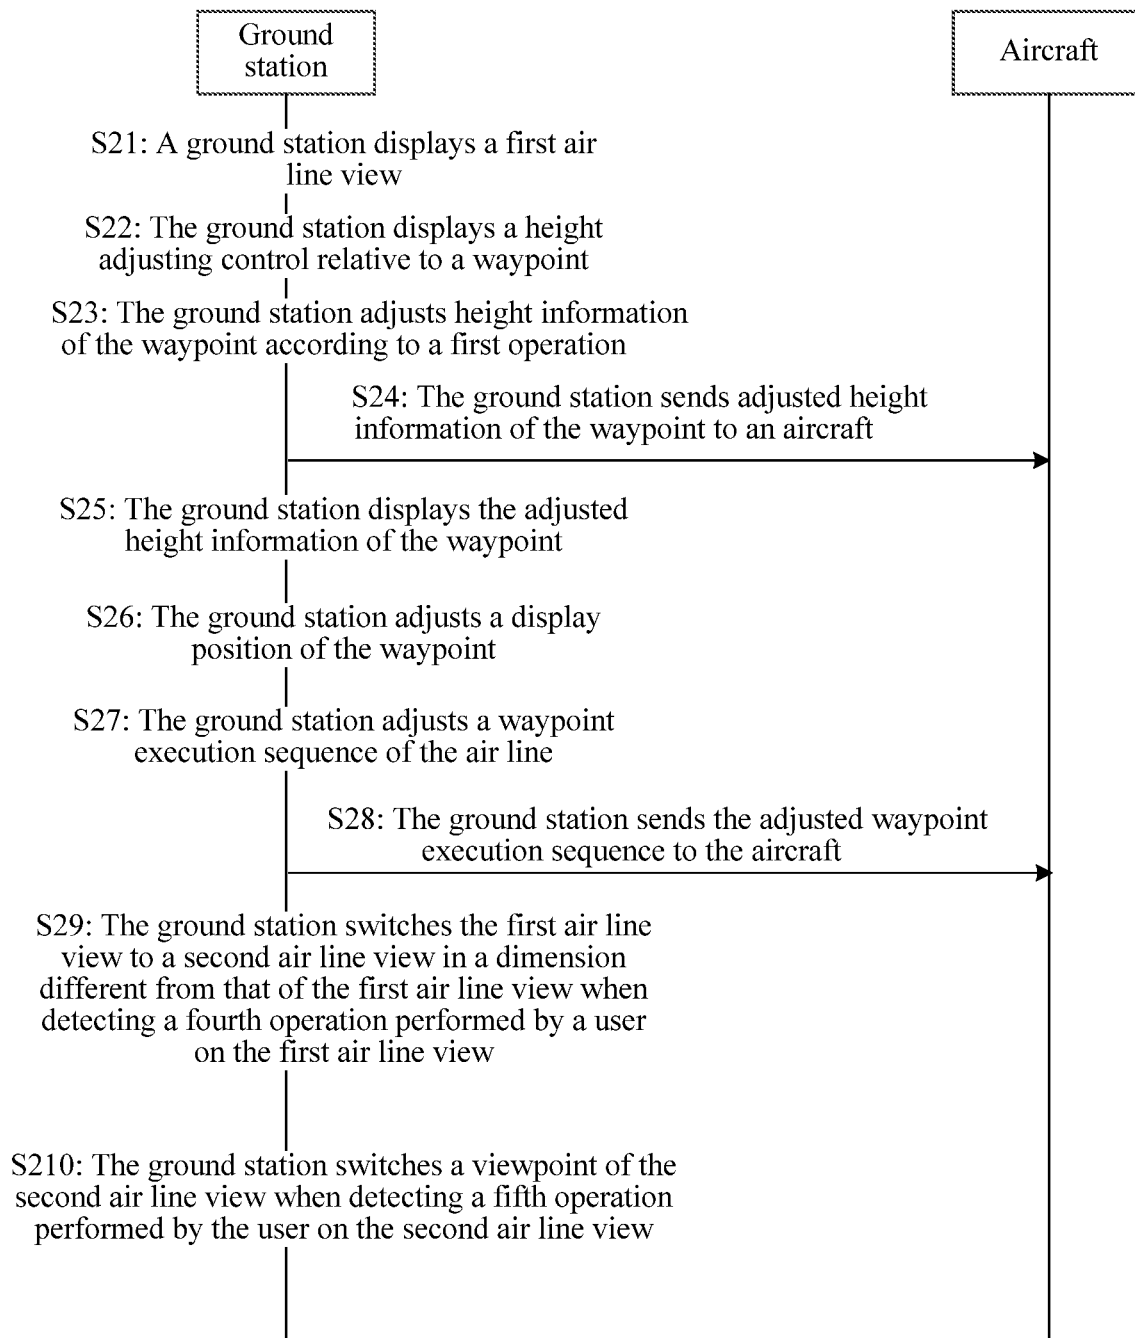 Ground
station
Aircraft
S21: A ground station displays a first air
line view
S22: The ground station displays a height
adjusting control relative to a waypoint
S23: The ground station adjusts height information
of the waypoint according to a first operation
S24: The ground station sends adjusted height
information of the waypoint to an aircraft
S25: The ground station displays the adjusted
height information of the waypoint
S26: The ground station adjusts a display
position of the waypoint
S27: The ground station adjusts a waypoint
execution sequence of the air line
S28: The ground station sends the adjusted waypoint
execution sequence to the aircraft
S29: The ground station switches the first air line
view to a second air line view in a dimension
different from that of the first air line view when
detecting a fourth operation performed by a user
on the first air line view
S210: The ground station switches a viewpoint of the
second air line view when detecting a fifth operation
performed by the user on the second air line view